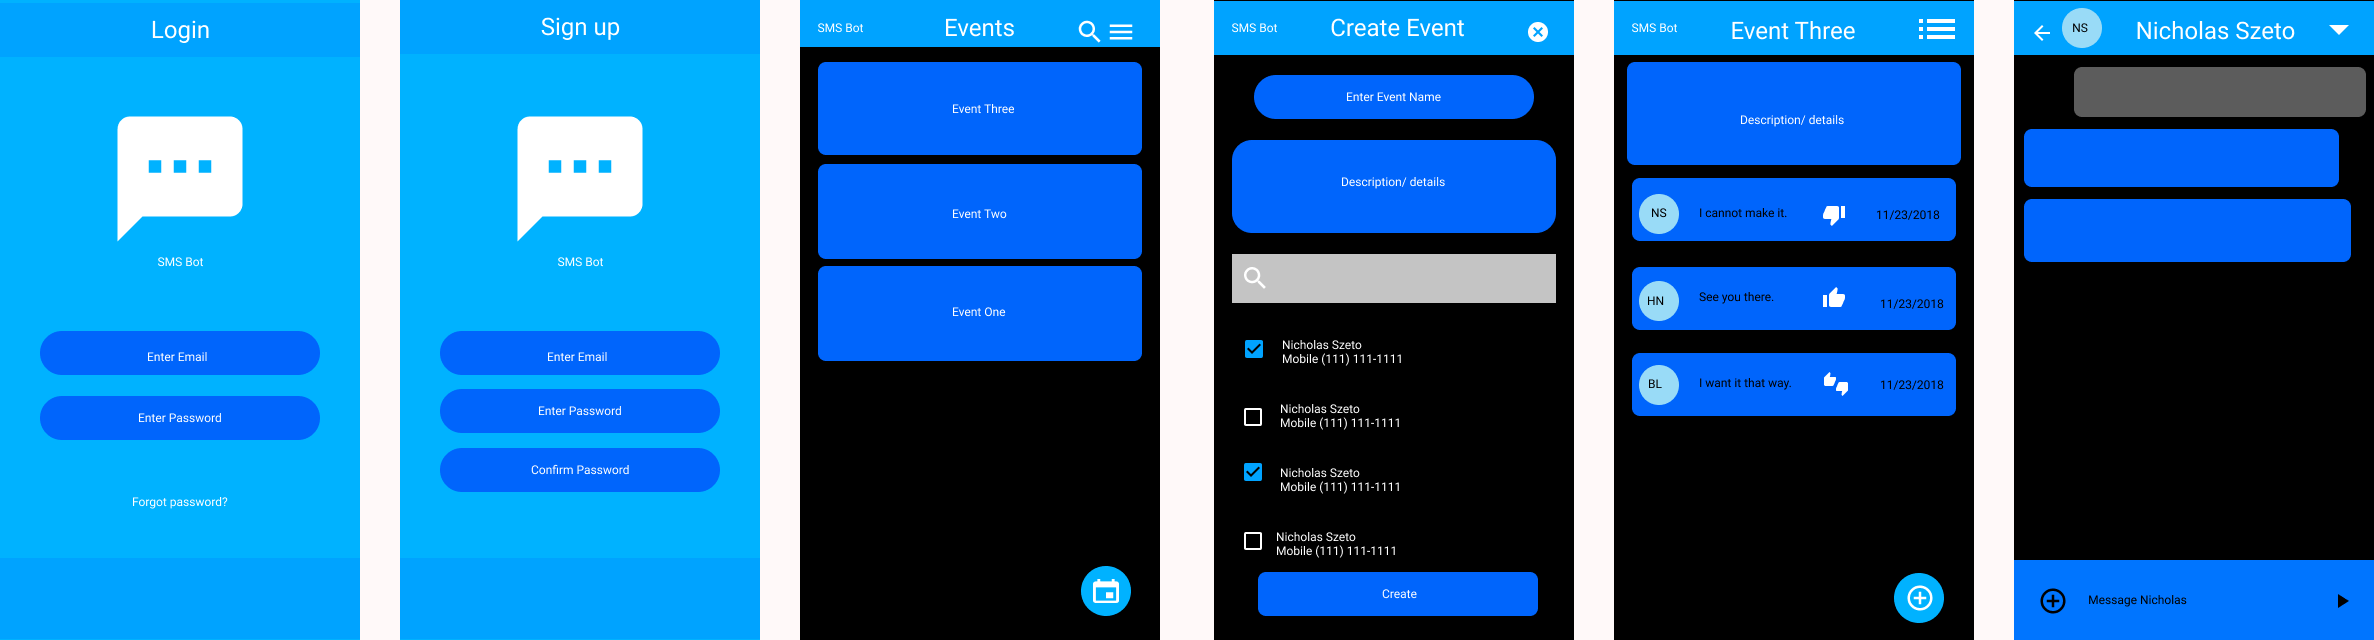 Login
SMS Bot
Enter Email
Enter Password
Forgot password?
Sign up
SMS Bot
Enter Email
Enter Password
Confirm Password
SMS Bot
Events
Event Three
Event Two
Event One
SMS Bot
Create Event
Enter Event Name
Description/ details
Nicholas Szeto
Mobile (111) 111-1111
Nicholas Szeto
Mobile (111) 111-1111
Nicholas Szeto
Mobile (111) 111-1111
Nicholas Szeto
Mobile (111) 111-1111
Create
SMS Bot
Event Three
Description/ details
NS I cannot make it. 11/23/2018
HN See you there. 11/23/2018
BL I want it that way. 11/23/2018
NS Nicholas Szeto
Message Nicholas